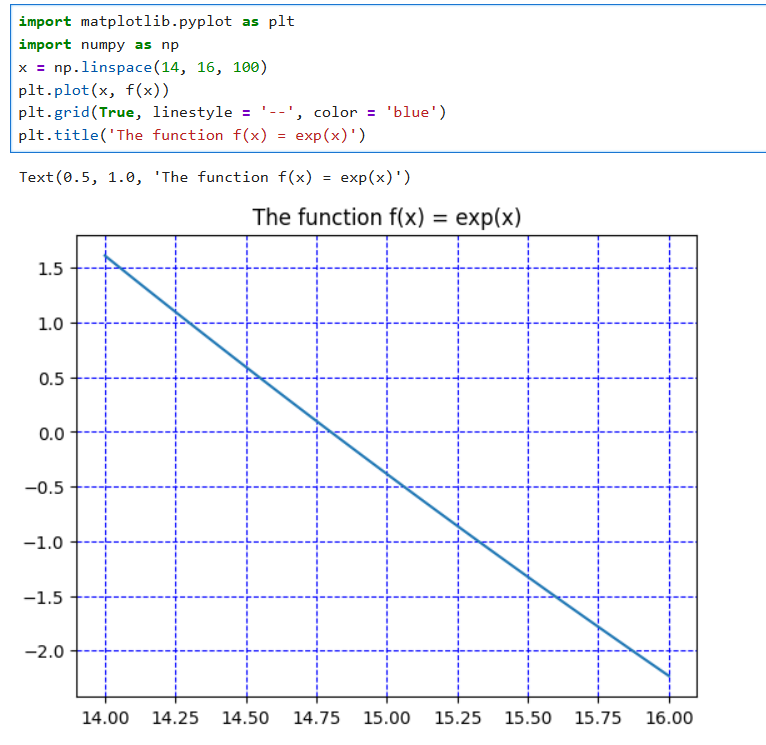 import matplotlib.pyplot as plt
import numpy as np
x = np.linspace(14, 16, 100)
plt.plot(x, f(x))
plt.grid(True, linestyle = '--', color = 'blue')
plt.title('The function f(x) = exp(x)')
Text(0.5, 1.0, 'The function f(x) = exp(x)')
The function f(x) = exp(x)
1.5
1.0
0.5
0.0
−0.5
−1.0
−1.5
−2.0
14.00 14.25 14.50 14.75 15.00 15.25 15.50 15.75 16.00